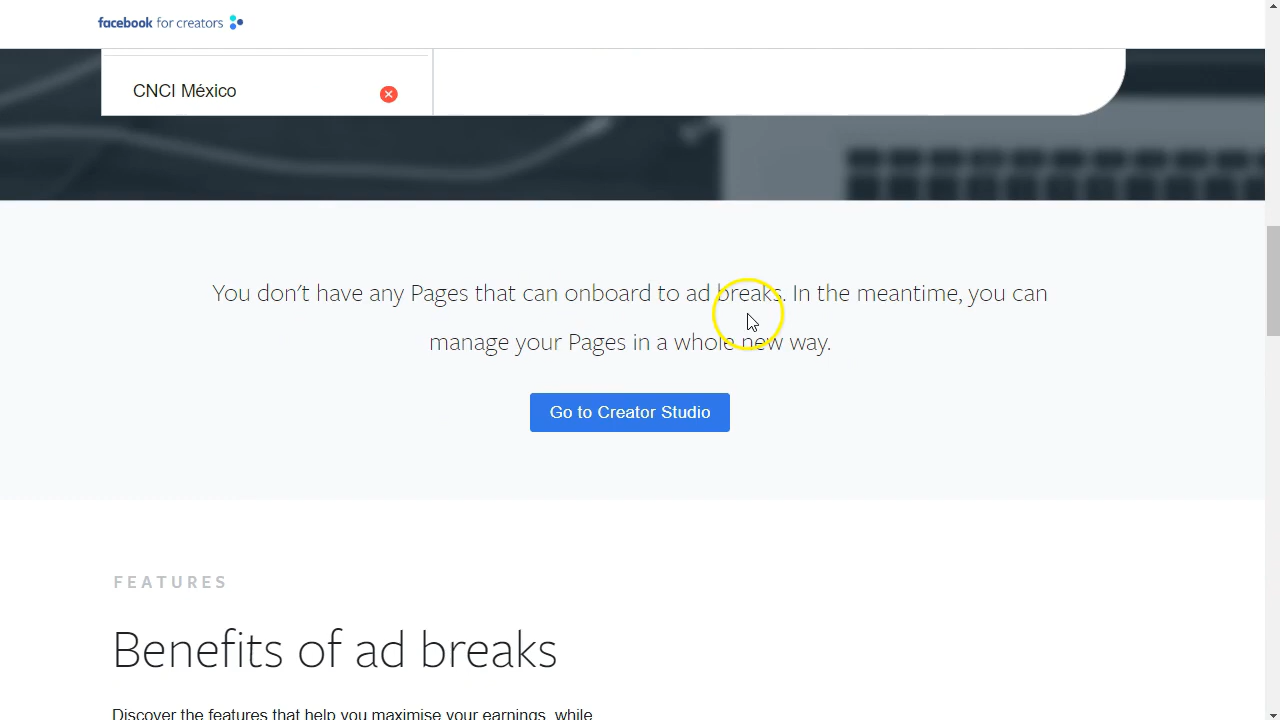 facebook for creators
CNCI México
You don't have any Pages that can onboard to ad breaks. In the meantime, you can
manage your Pages in a whole new way.
Go to Creator Studio
FEATURES
Benefits of ad breaks
Discover the features that help you maximise your earnings, while